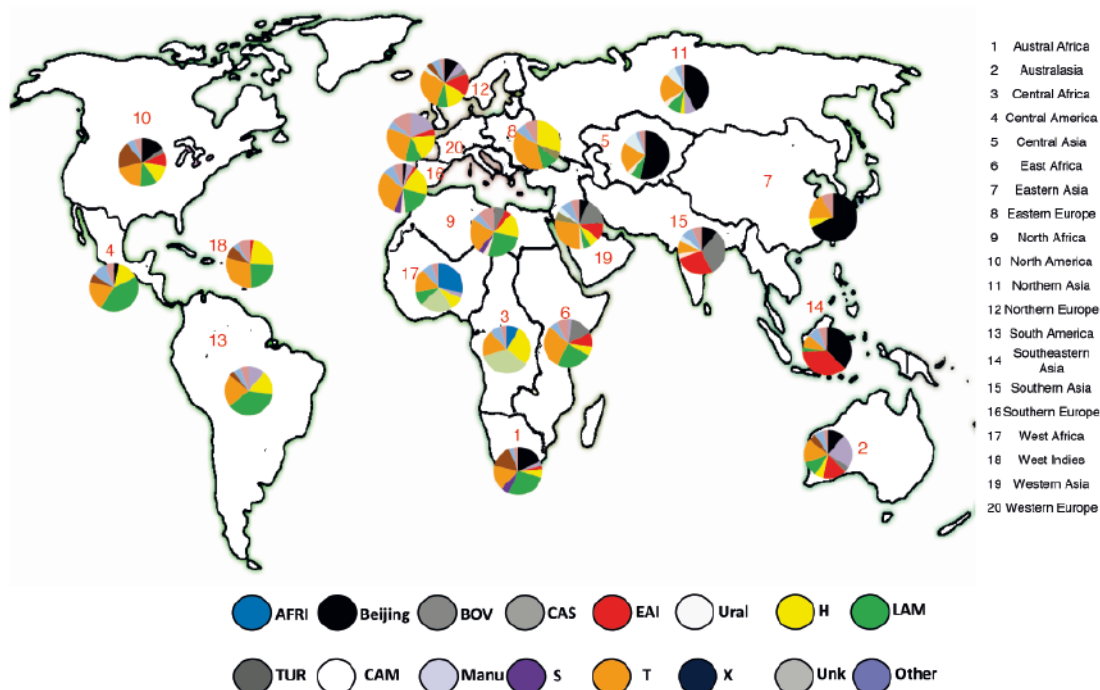 10
4
18
13
12
20
16
8
9
17
3
6
1
11
5
7
15
19
14
2
1 Austral Africa
2 Australasia
3 Central Africa
4 Central America
5 Central Asia
6 East Africa
7 Eastern Asia
8 Eastern Europe
9 North Africa
10 North America
11 Northern Asia
12 Northern Europe
13 South America
14 Southeastern
Asia
15 Southern Asia
16 Southern Europe
17 West Africa
18 West Indies
19 Western Asia
20 Western Europe
AFRI Beijing BOV CAS EAI Ural H LAM
TUR CAM Manu S T X Unk Other